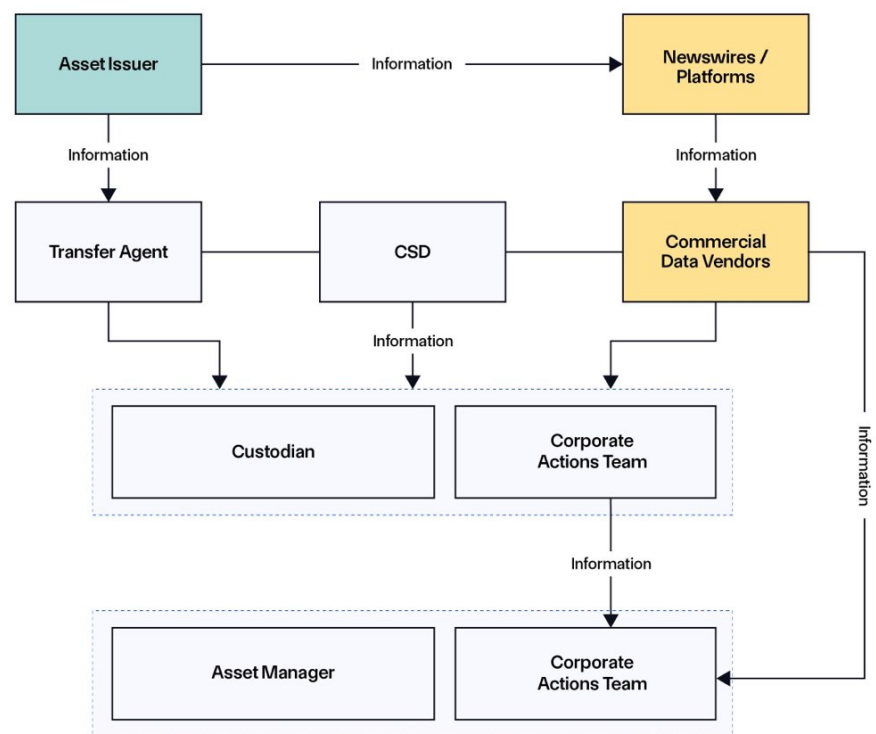 Asset Issuer
Information
Newswires /
Platforms
Information
Information
Transfer Agent
CSD
Commercial
Data Vendors
Information
Custodian
Corporate
Actions Team
Information
Information
Asset Manager
Corporate
Actions Team